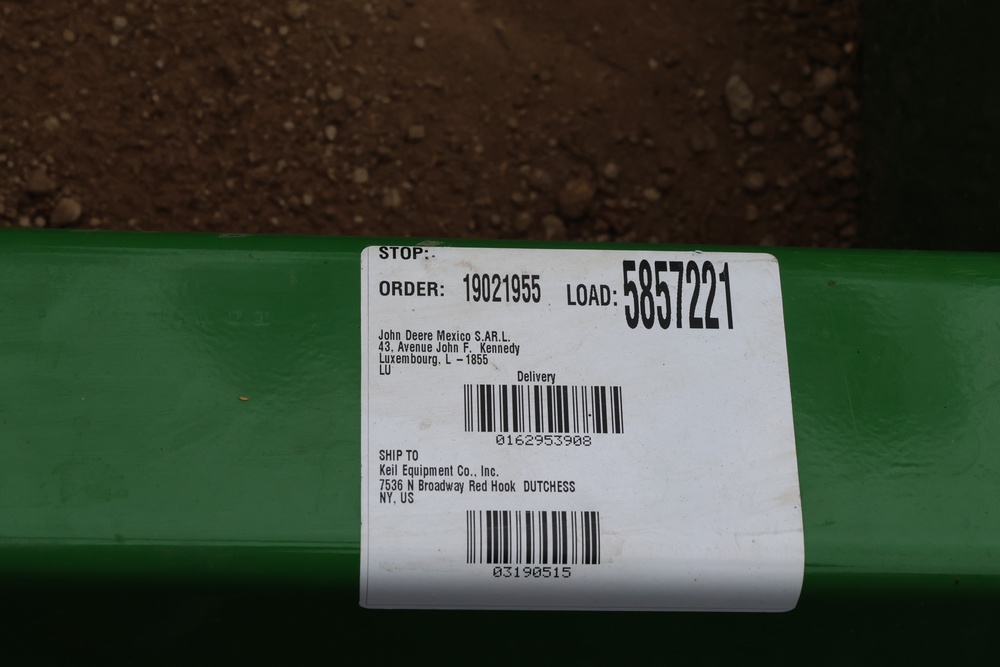 STOP:-
ORDER: 19021955 LOAD: 5857221
John Deere Mexico S.AR.L.
43, Avenue John F. Kennedy
Luxembourg, L - 1855
LU
Delivery
0162953908
SHIP TO
Keil Equipment Co., Inc.
7536 N Broadway Red Hook DUTCHESS
NY, US
03190515